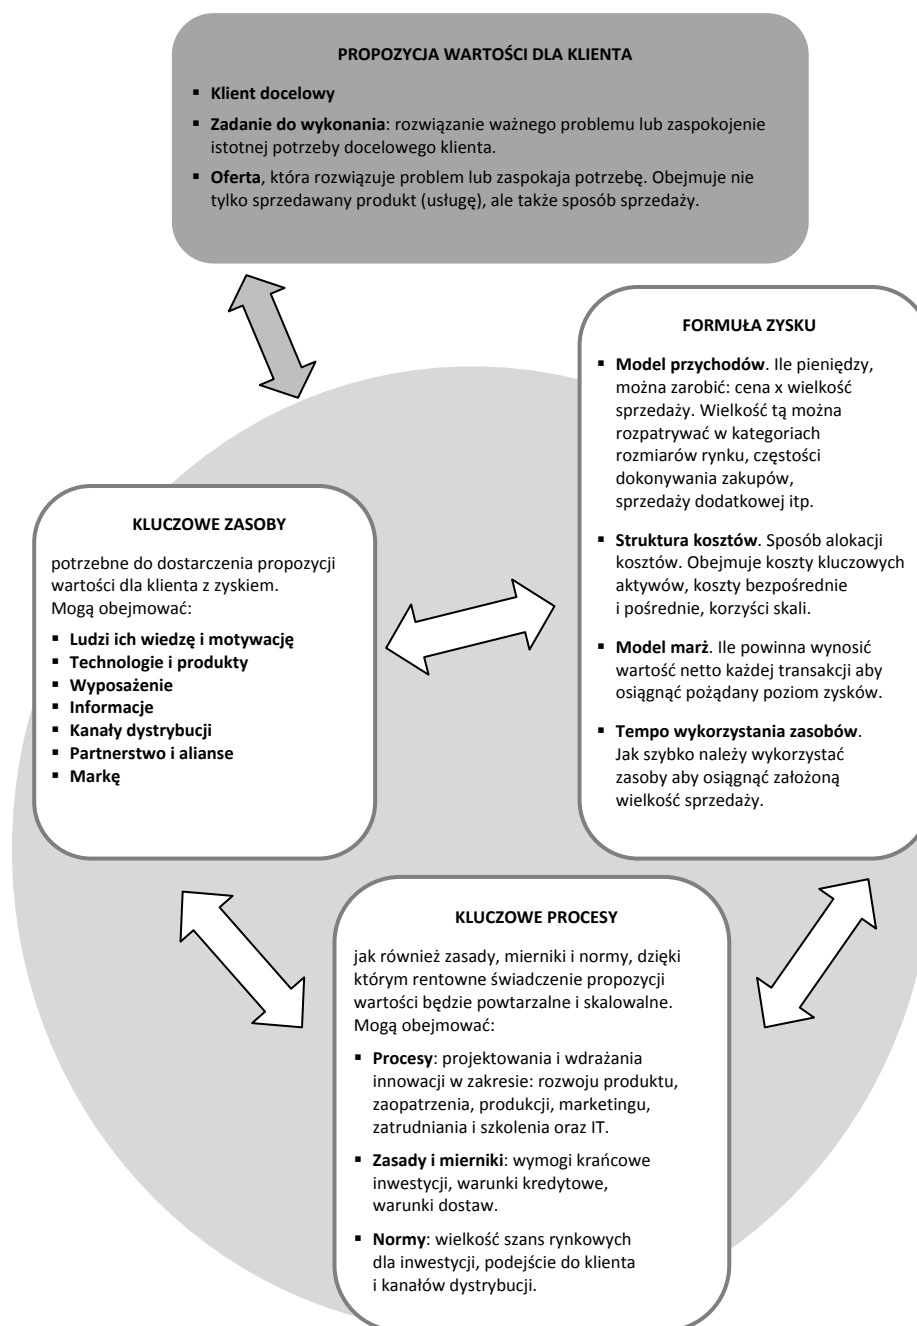 PROPOZYCJA WARTOŚCI DLA KLIENTA
▪ Klient docelowy
▪ Zadanie do wykonania: rozwiązanie ważnego problemu lub zaspokojenie
istotnej potrzeby docelowego klienta.
▪ Oferta, która rozwiązuje problem lub zaspokaja potrzebę. Obejmuje nie
tylko sprzedawany produkt (usługę), ale także sposób sprzedaży.
FORMUŁA ZYSKU
▪ Model przychodów. Ile pieniędzy,
można zarobić: cena x wielkość
sprzedaży. Wielkość tą można
rozpatrywać w kategoriach
rozmiarów rynku, częstości
dokonywania zakupów,
sprzedaży dodatkowej itp.
▪ Struktura kosztów. Sposób alokacji
kosztów. Obejmuje koszty kluczowych
aktywów, koszty bezpośrednie
i pośrednie, korzyści skali.
▪ Model marż. Ile powinna wynosić
wartość netto każdej transakcji aby
osiągnąć pożądany poziom zysków.
▪ Tempo wykorzystania zasobów.
Jak szybko należy wykorzystać
zasoby aby osiągnąć założoną
wielkość sprzedaży.
KLUCZOWE ZASOBY
potrzebne do dostarczenia propozycji
wartości dla klienta z zyskiem.
Mogą obejmować:
▪ Ludzi ich wiedzę i motywację
▪ Technologie i produkty
▪ Wyposażenie
▪ Informacje
▪ Kanały dystrybucji
▪ Partnerstwo i alianse
▪ Markę
KLUCZOWE PROCESY
jak również zasady, mierniki i normy, dzięki
którym rentowne świadczenie propozycji
wartości będzie powtarzalne i skalowalne.
Mogą obejmować:
▪ Procesy: projektowania i wdrażania
innowacji w zakresie: rozwoju produktu,
zaopatrzenia, produkcji, marketingu,
zatrudniania i szkolenia oraz IT.
▪ Zasady i mierniki: wymogi krańcowe
inwestycji, warunki kredytowe,
warunki dostaw.
▪ Normy: wielkość szans rynkowych
dla inwestycji, podejście do klienta
i kanałów dystrybucji.